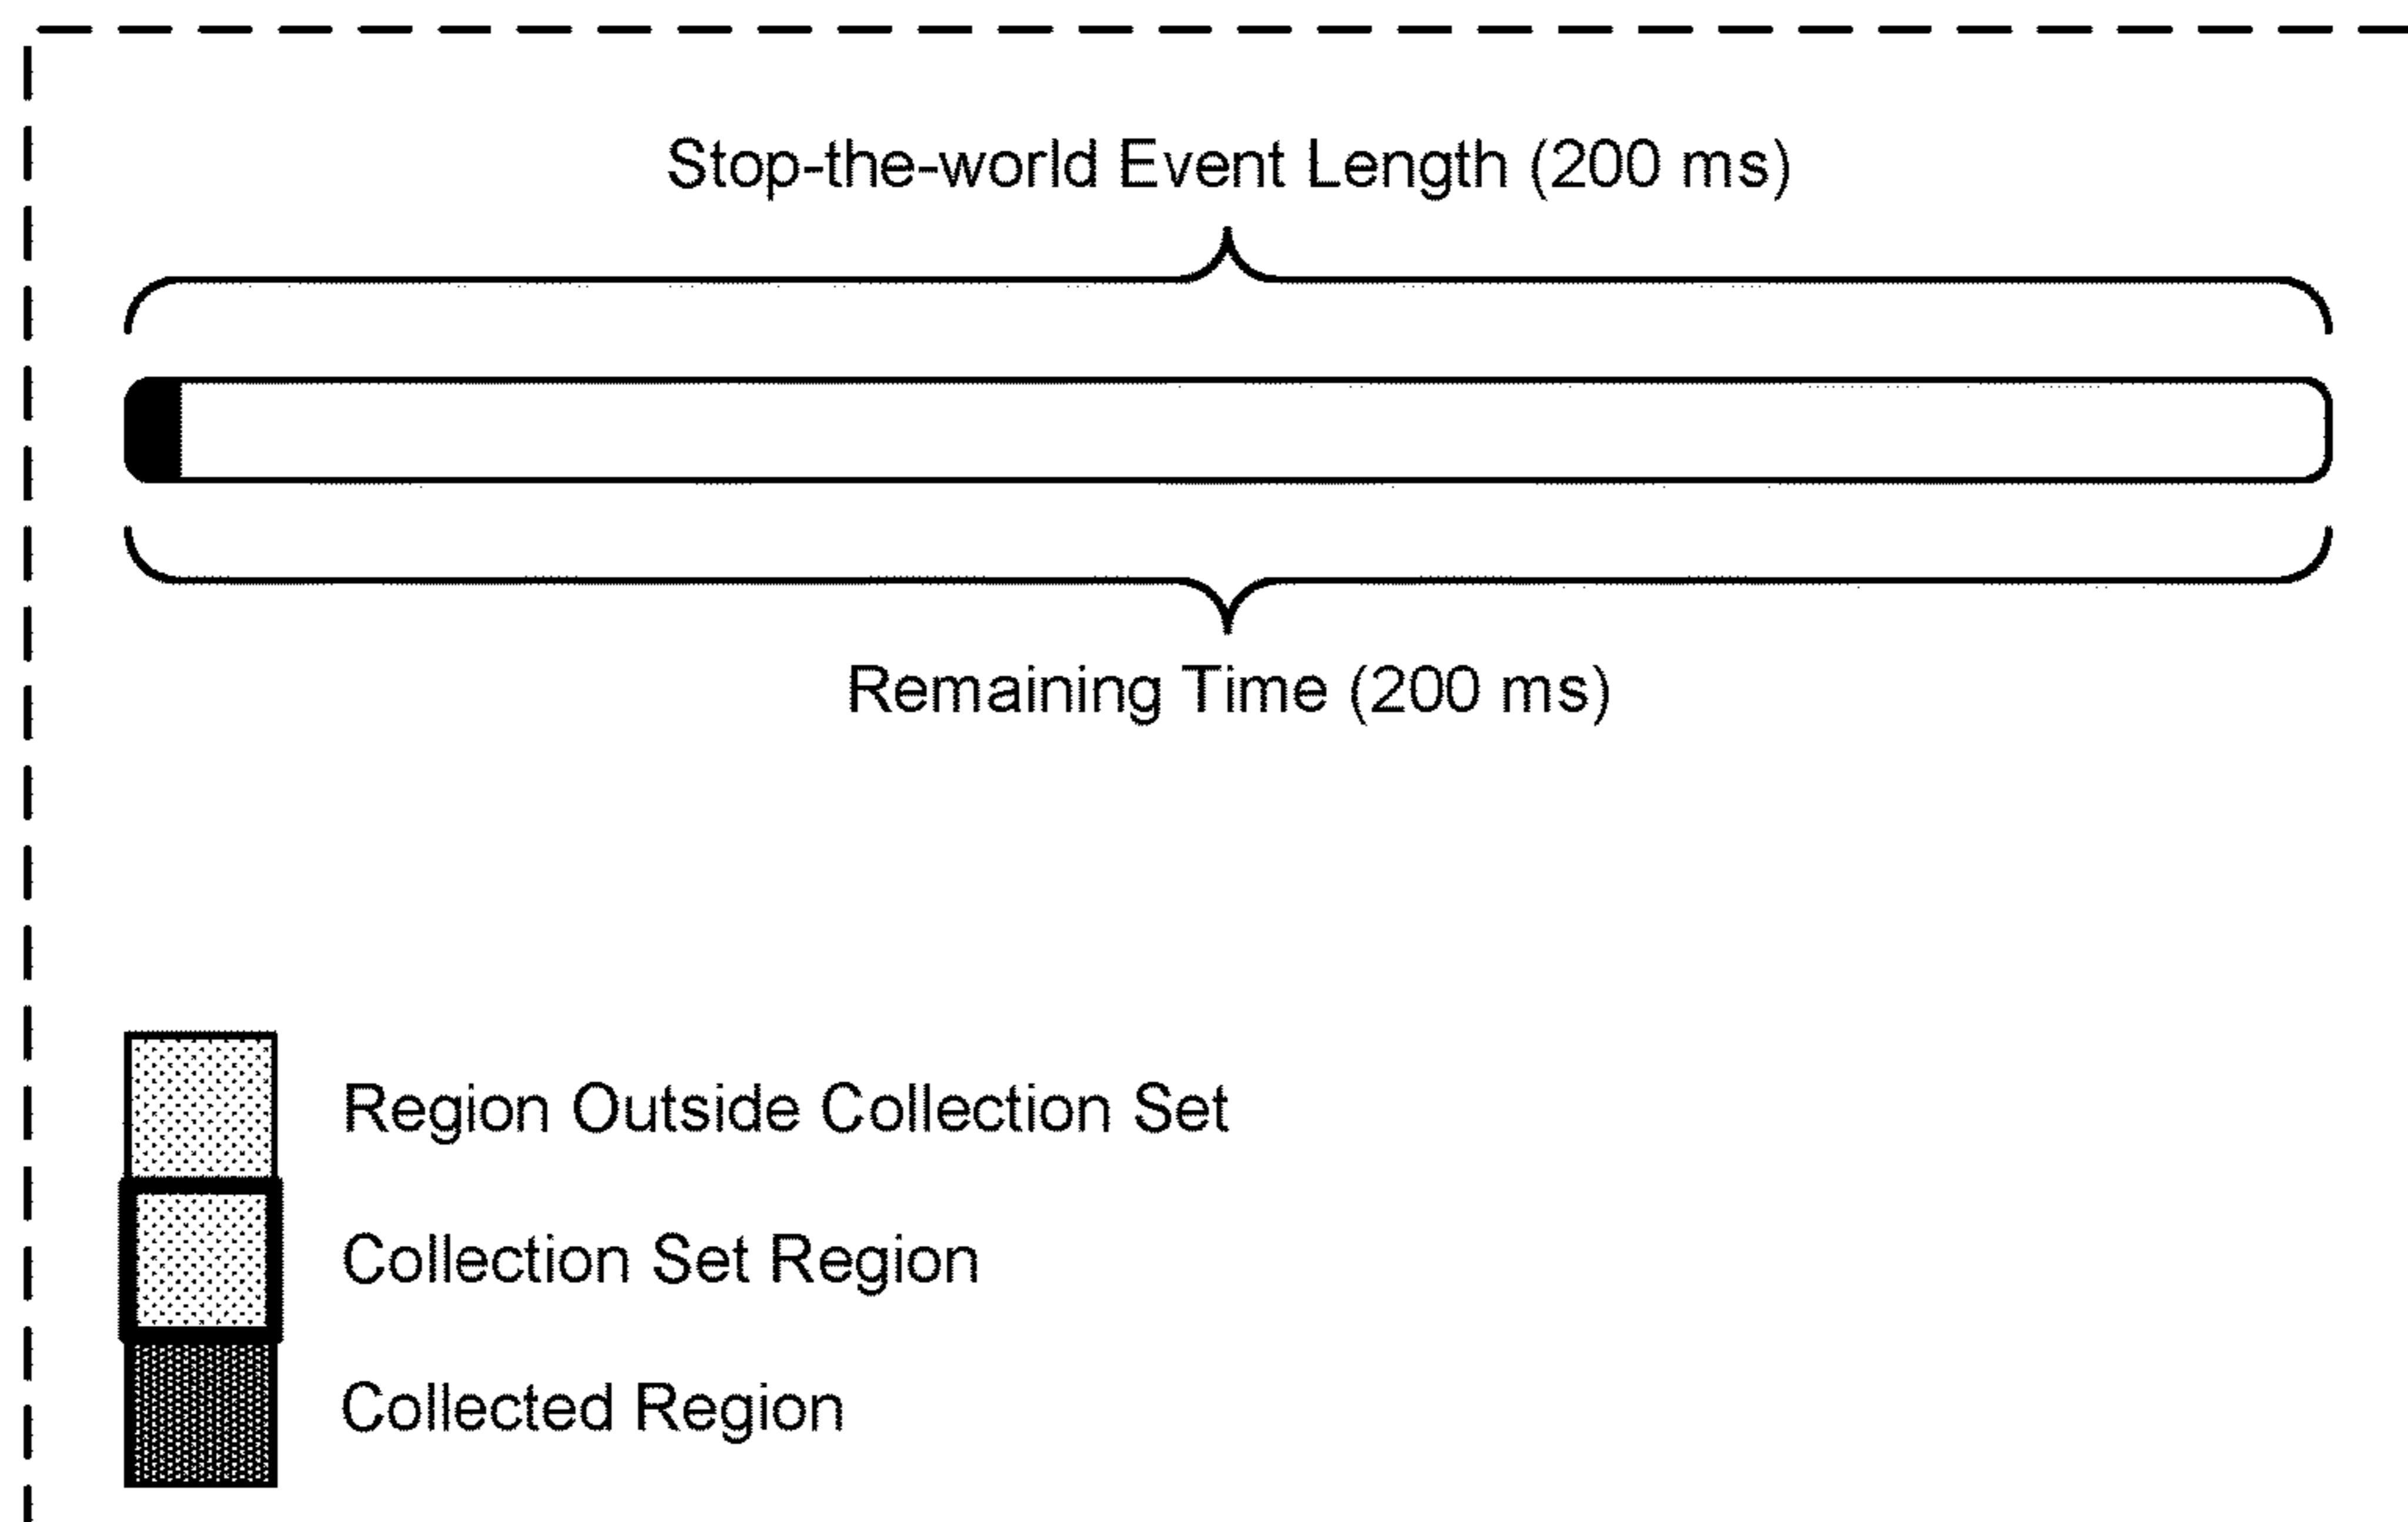 Stop-the-world Event Length (200 ms)
Remaining Time (200 ms)
Region Outside Collection Set
Collection Set Region
Collected Region